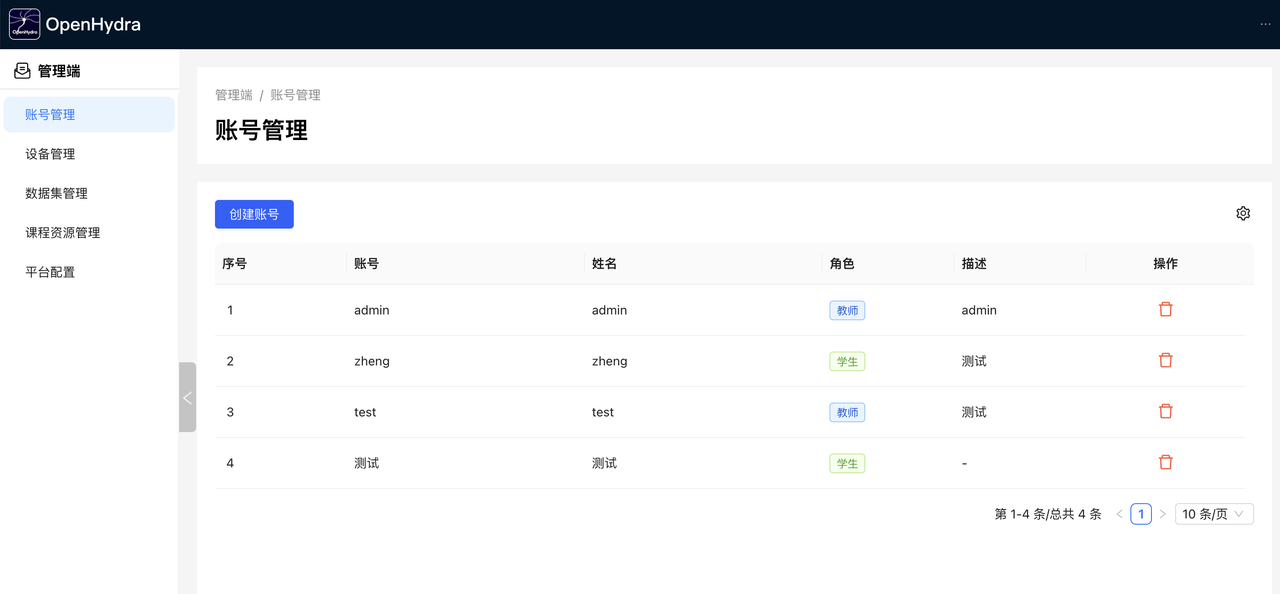 OpenHydra
OpenHydra
...
管理端
账号管理
设备管理
数据集管理
课程资源管理
平台配置
管理端 / 账号管理
账号管理
创建账号
序号 账号 姓名 角色 描述 操作
1 admin admin 教师 admin
2 zheng zheng 学生 测试
3 test test 教师 测试
4 测试 测试 学生 -
第 1-4 条/总共 4 条 < 1 > 10 条/页